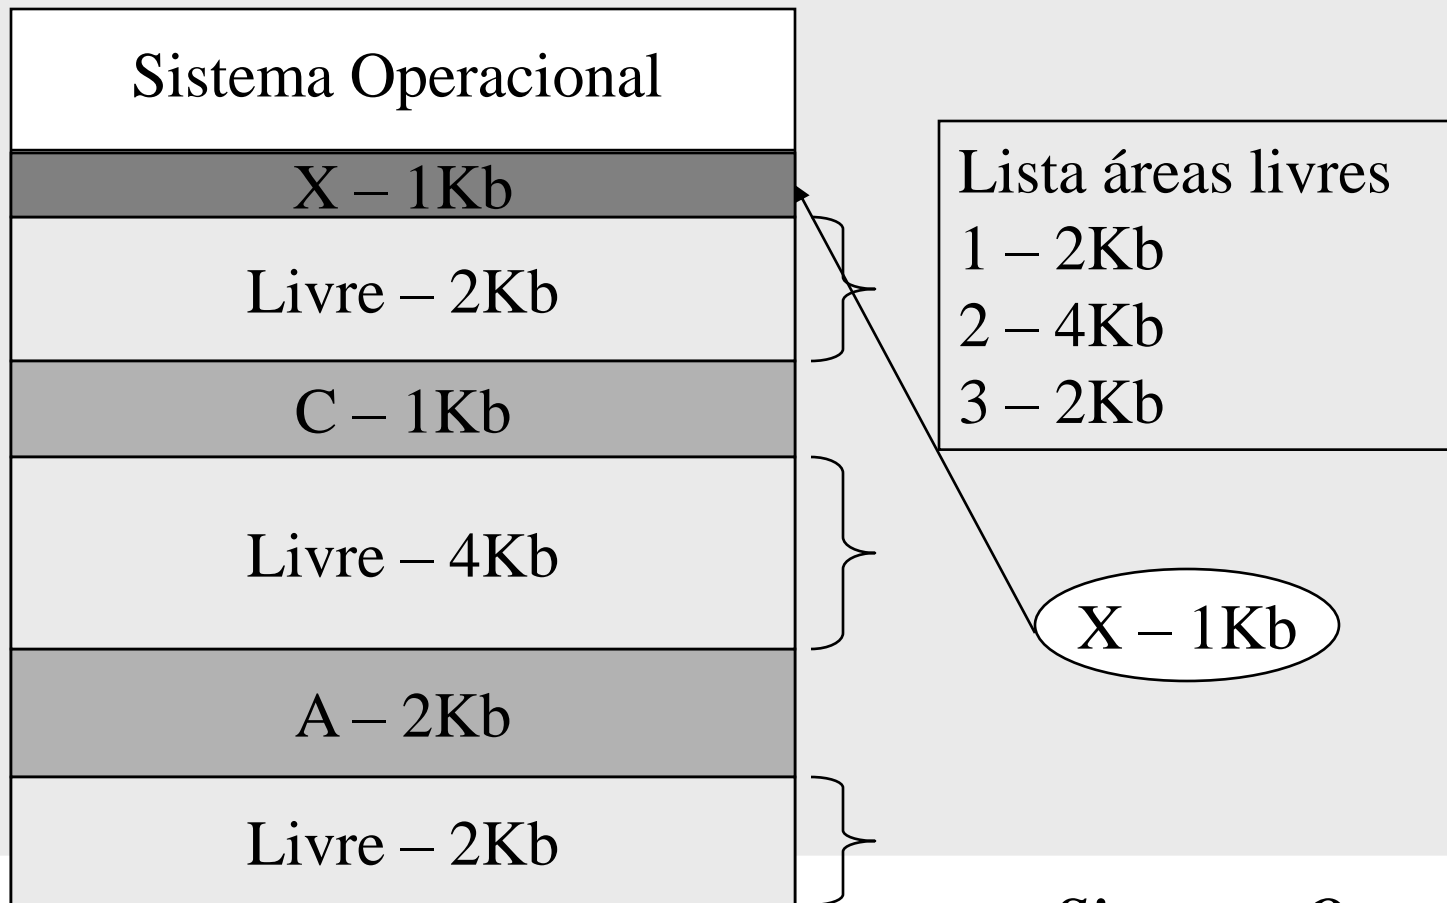 Sistema Operacional
X – 1Kb
Livre – 2Kb
C – 1Kb
Livre – 4Kb
A – 2Kb
Livre – 2Kb
Lista áreas livres
1 – 2Kb
2 – 4Kb
3 – 2Kb
X – 1Kb